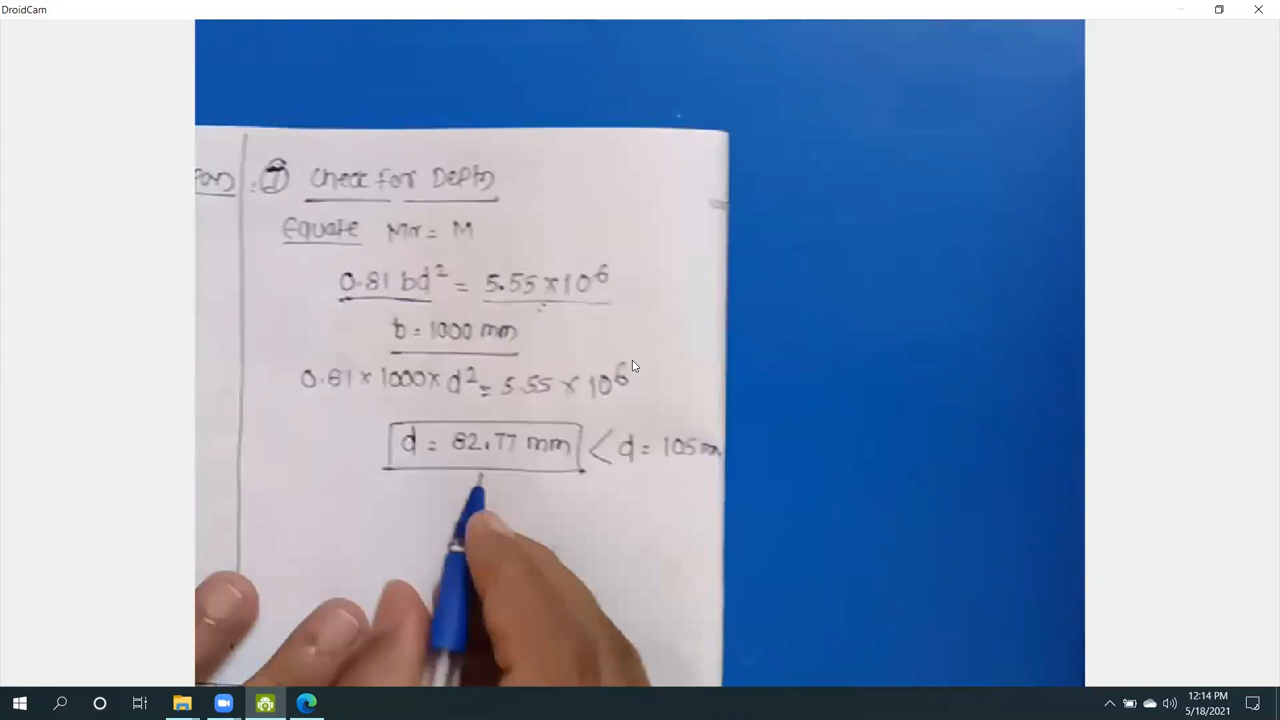 DroidCam
⑦ Check for Depth
Equate Mr = M
0.81 bd² = 5.55 × 10⁶
b = 1000 mm
0.81 × 1000 × d² = 5.55 × 10⁶
d = 82.77 mm < d = 105 m
12:14 PM
5/18/2021